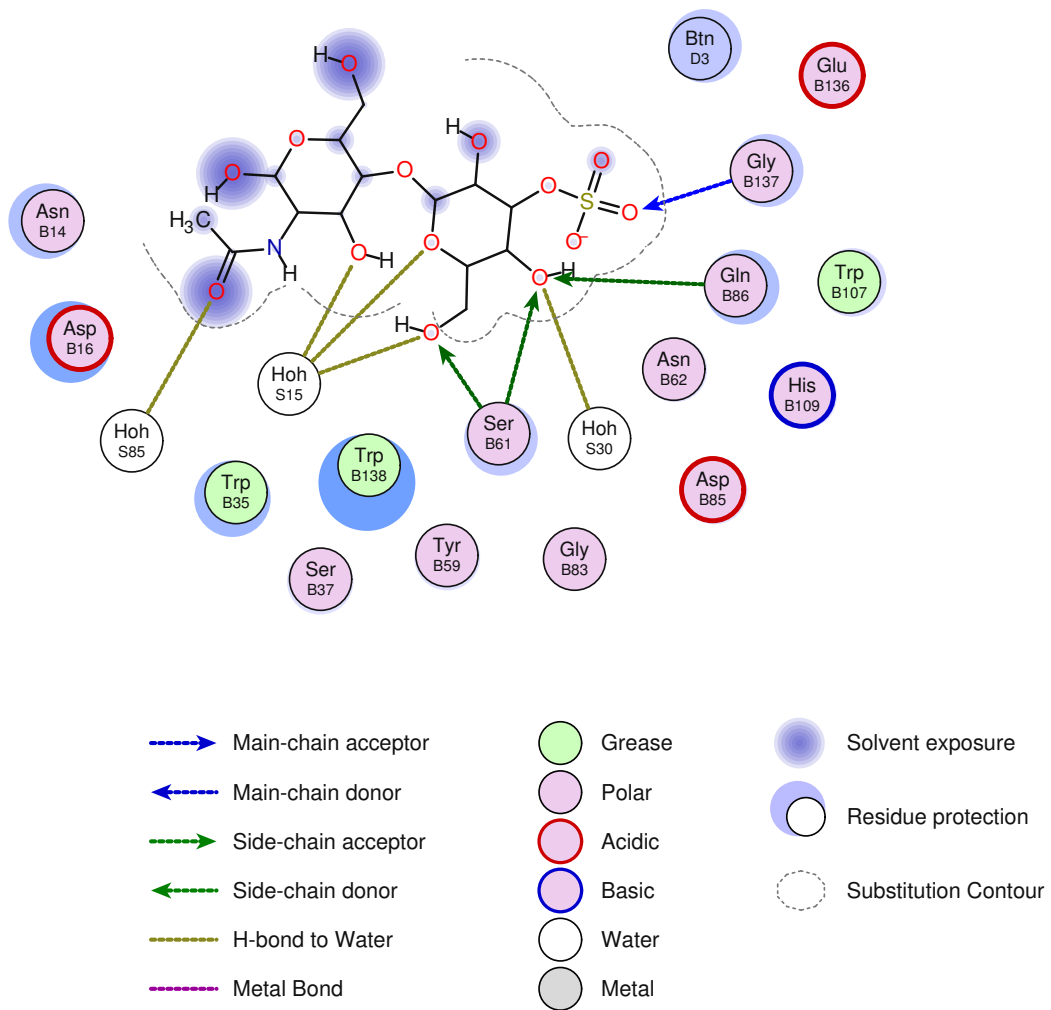 Btn
D3
Glu
B136
H O
H O
O
O
Gly
B137
O
O
H O
O S O
Asn
B14
H₃C
N
H
O H
O
O⁻
O H
Gln
B86
Trp
B107
O
Asp
B16
H O
Hoh
S15
Asn
B62
His
B109
Hoh
S85
Ser
B61
Hoh
S30
Trp
B138
Trp
B35
Asp
B85
Tyr
B59
Gly
B83
Ser
B37
Main-chain acceptor
Main-chain donor
Side-chain acceptor
Side-chain donor
H-bond to Water
Metal Bond
Grease
Polar
Acidic
Basic
Water
Metal
Solvent exposure
Residue protection
Substitution Contour